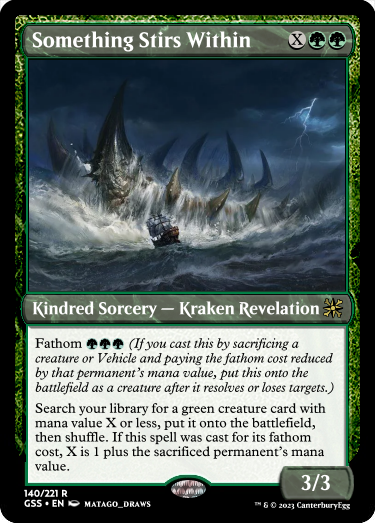 Something Stirs Within X
Kindred Sorcery — Kraken Revelation
Fathom (If you cast this by sacrificing a
creature or Vehicle and paying the fathom cost reduced
by that permanent's mana value, put this onto the
battlefield as a creature after it resolves or loses targets.)
Search your library for a green creature card with
mana value X or less, put it onto the battlefield,
then shuffle. If this spell was cast for its fathom
cost, X is 1 plus the sacrificed permanent's mana
value.
3/3
140/221 R
GSS • EN MATAGO_DRAWS
™ & © 2023 CanterburyEgg